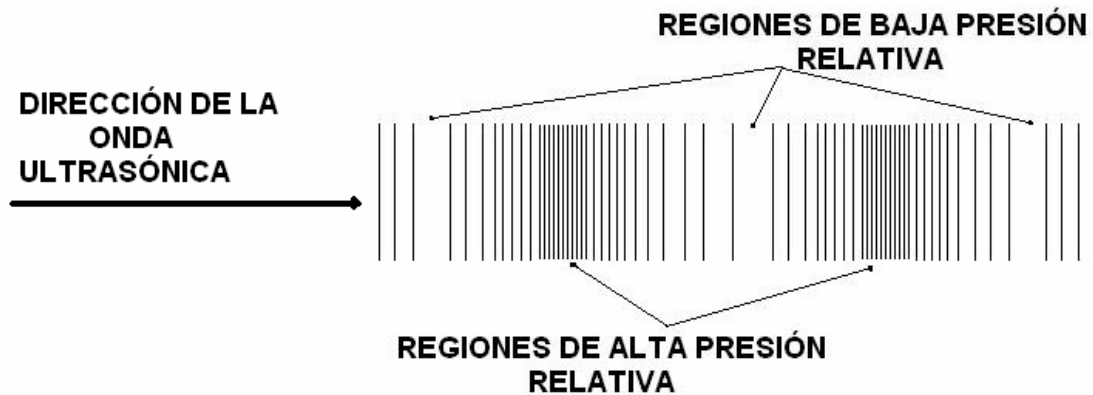 REGIONES DE BAJA PRESIÓN
RELATIVA
DIRECCIÓN DE LA
ONDA
ULTRASÓNICA
REGIONES DE ALTA PRESIÓN
RELATIVA